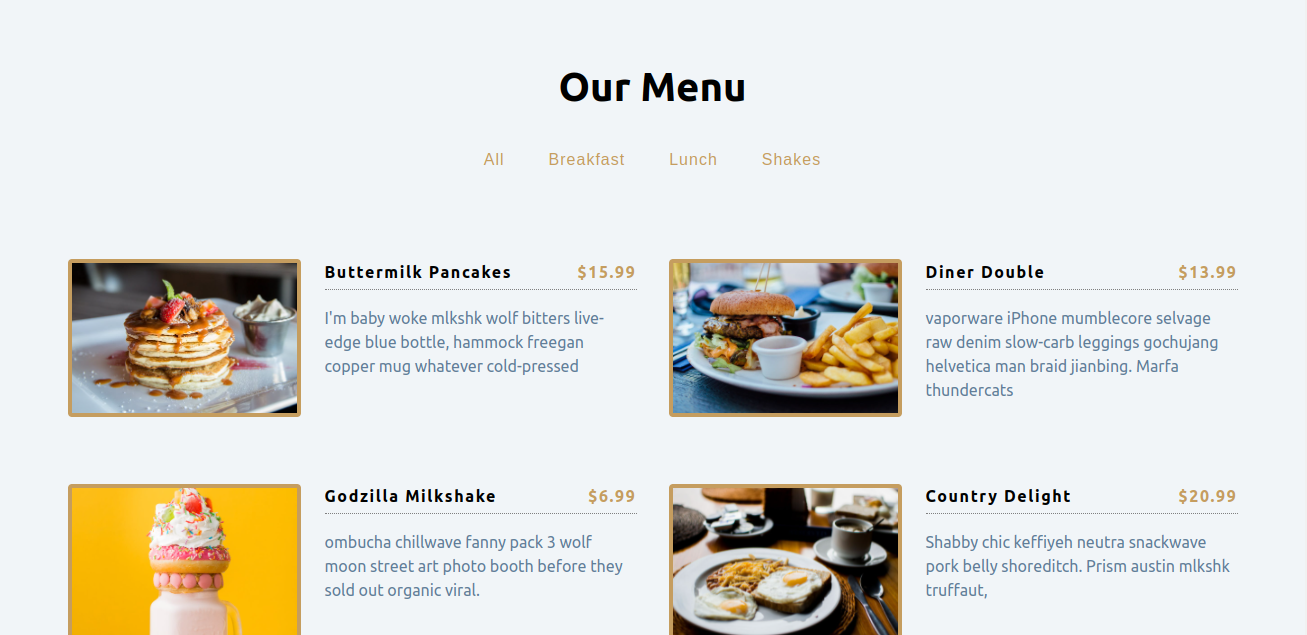 Our Menu
All Breakfast Lunch Shakes
Buttermilk Pancakes $15.99
I'm baby woke mlkshk wolf bitters live-
edge blue bottle, hammock freegan
copper mug whatever cold-pressed
Diner Double $13.99
vaporware iPhone mumblecore selvage
raw denim slow-carb leggings gochujang
helvetica man braid jianbing. Marfa
thundercats
Godzilla Milkshake $6.99
ombucha chillwave fanny pack 3 wolf
moon street art photo booth before they
sold out organic viral.
Country Delight $20.99
Shabby chic keffiyeh neutra snackwave
pork belly shoreditch. Prism austin mlkshk
truffaut,